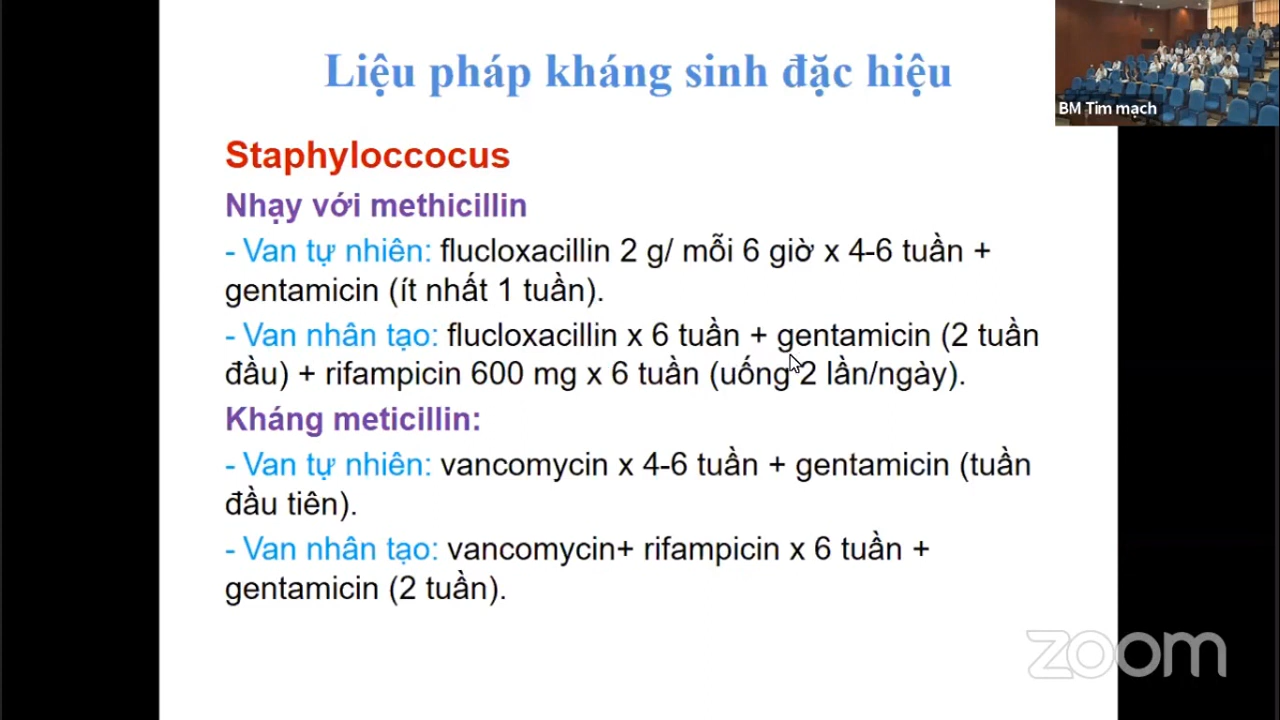 Liệu pháp kháng sinh đặc hiệu
BM Tim mạch
Staphyloccocus
Nhạy với methicillin
- Van tự nhiên: flucloxacillin 2 g/ mỗi 6 giờ x 4-6 tuần +
gentamicin (ít nhất 1 tuần).
- Van nhân tạo: flucloxacillin x 6 tuần + gentamicin (2 tuần
đầu) + rifampicin 600 mg x 6 tuần (uống 2 lần/ngày).
Kháng meticillin:
- Van tự nhiên: vancomycin x 4-6 tuần + gentamicin (tuần
đầu tiên).
- Van nhân tạo: vancomycin+ rifampicin x 6 tuần +
gentamicin (2 tuần).
zoom